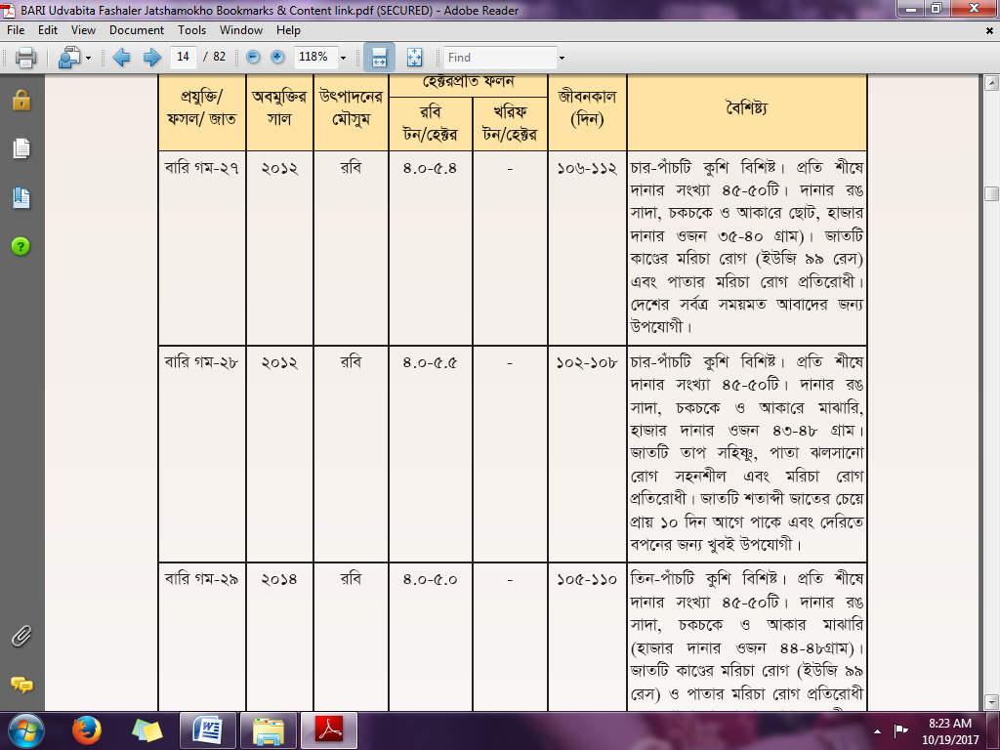 BARI Udvabita Fashaler Jatshamokho Bookmarks & Content link.pdf (SECURED) - Adobe Reader
File Edit View Document Tools Window Help
14 / 82 118% Find
প্রযুক্তি/ ফসল/ জাত
অবমুক্তির সাল
উৎপাদনের মৌসুম
হেক্টরপ্রতি ফলন
রবি টন/হেক্টর
খরিফ টন/হেক্টর
জীবনকাল (দিন)
বৈশিষ্ট্য
বারি গম-২৭ ২০১২ রবি ৪.০-৫.৪ - ১০৬-১১২ চার-পাঁচটি কুশি বিশিষ্ট। প্রতি শীষে
দানার সংখ্যা ৪৫-৫০টি। দানার রঙ
সাদা, চকচকে ও আকারে ছোট, হাজার
দানার ওজন ৩৫-৪০ গ্রাম)। জাতটি
কাণ্ডের মরিচা রোগ (ইউজি ৯৯ রেস)
এবং পাতার মরিচা রোগ প্রতিরোধী।
দেশের সর্বত্র সময়মত আবাদের জন্য
উপযোগী।
বারি গম-২৮ ২০১২ রবি ৪.০-৫.৫ - ১০২-১০৮ চার-পাঁচটি কুশি বিশিষ্ট। প্রতি শীষে
দানার সংখ্যা ৪৫-৫০টি। দানার রঙ
সাদা, চকচকে ও আকারে মাঝারি,
হাজার দানার ওজন ৪৩-৪৮ গ্রাম।
জাতটি তাপ সহিষ্ণু, পাতা ঝলসানো
রোগ সহনশীল এবং মরিচা রোগ
প্রতিরোধী। জাতটি শতাব্দী জাতের চেয়ে
প্রায় ১০ দিন আগে পাকে এবং দেরিতে
বপনের জন্য খুবই উপযোগী।
বারি গম-২৯ ২০১৪ রবি ৪.০-৫.০ - ১০৫-১১০ তিন-পাঁচটি কুশি বিশিষ্ট। প্রতি শীষে
দানার সংখ্যা ৪৫-৫০টি। দানার রঙ
সাদা, চকচকে ও আকার মাঝারি
(হাজার দানার ওজন ৪৪-৪৮গ্রাম)।
জাতটি কাণ্ডের মরিচা রোগ (ইউজি ৯৯
রেস) ও পাতার মরিচা রোগ প্রতিরোধী
8:23 AM
10/19/2017